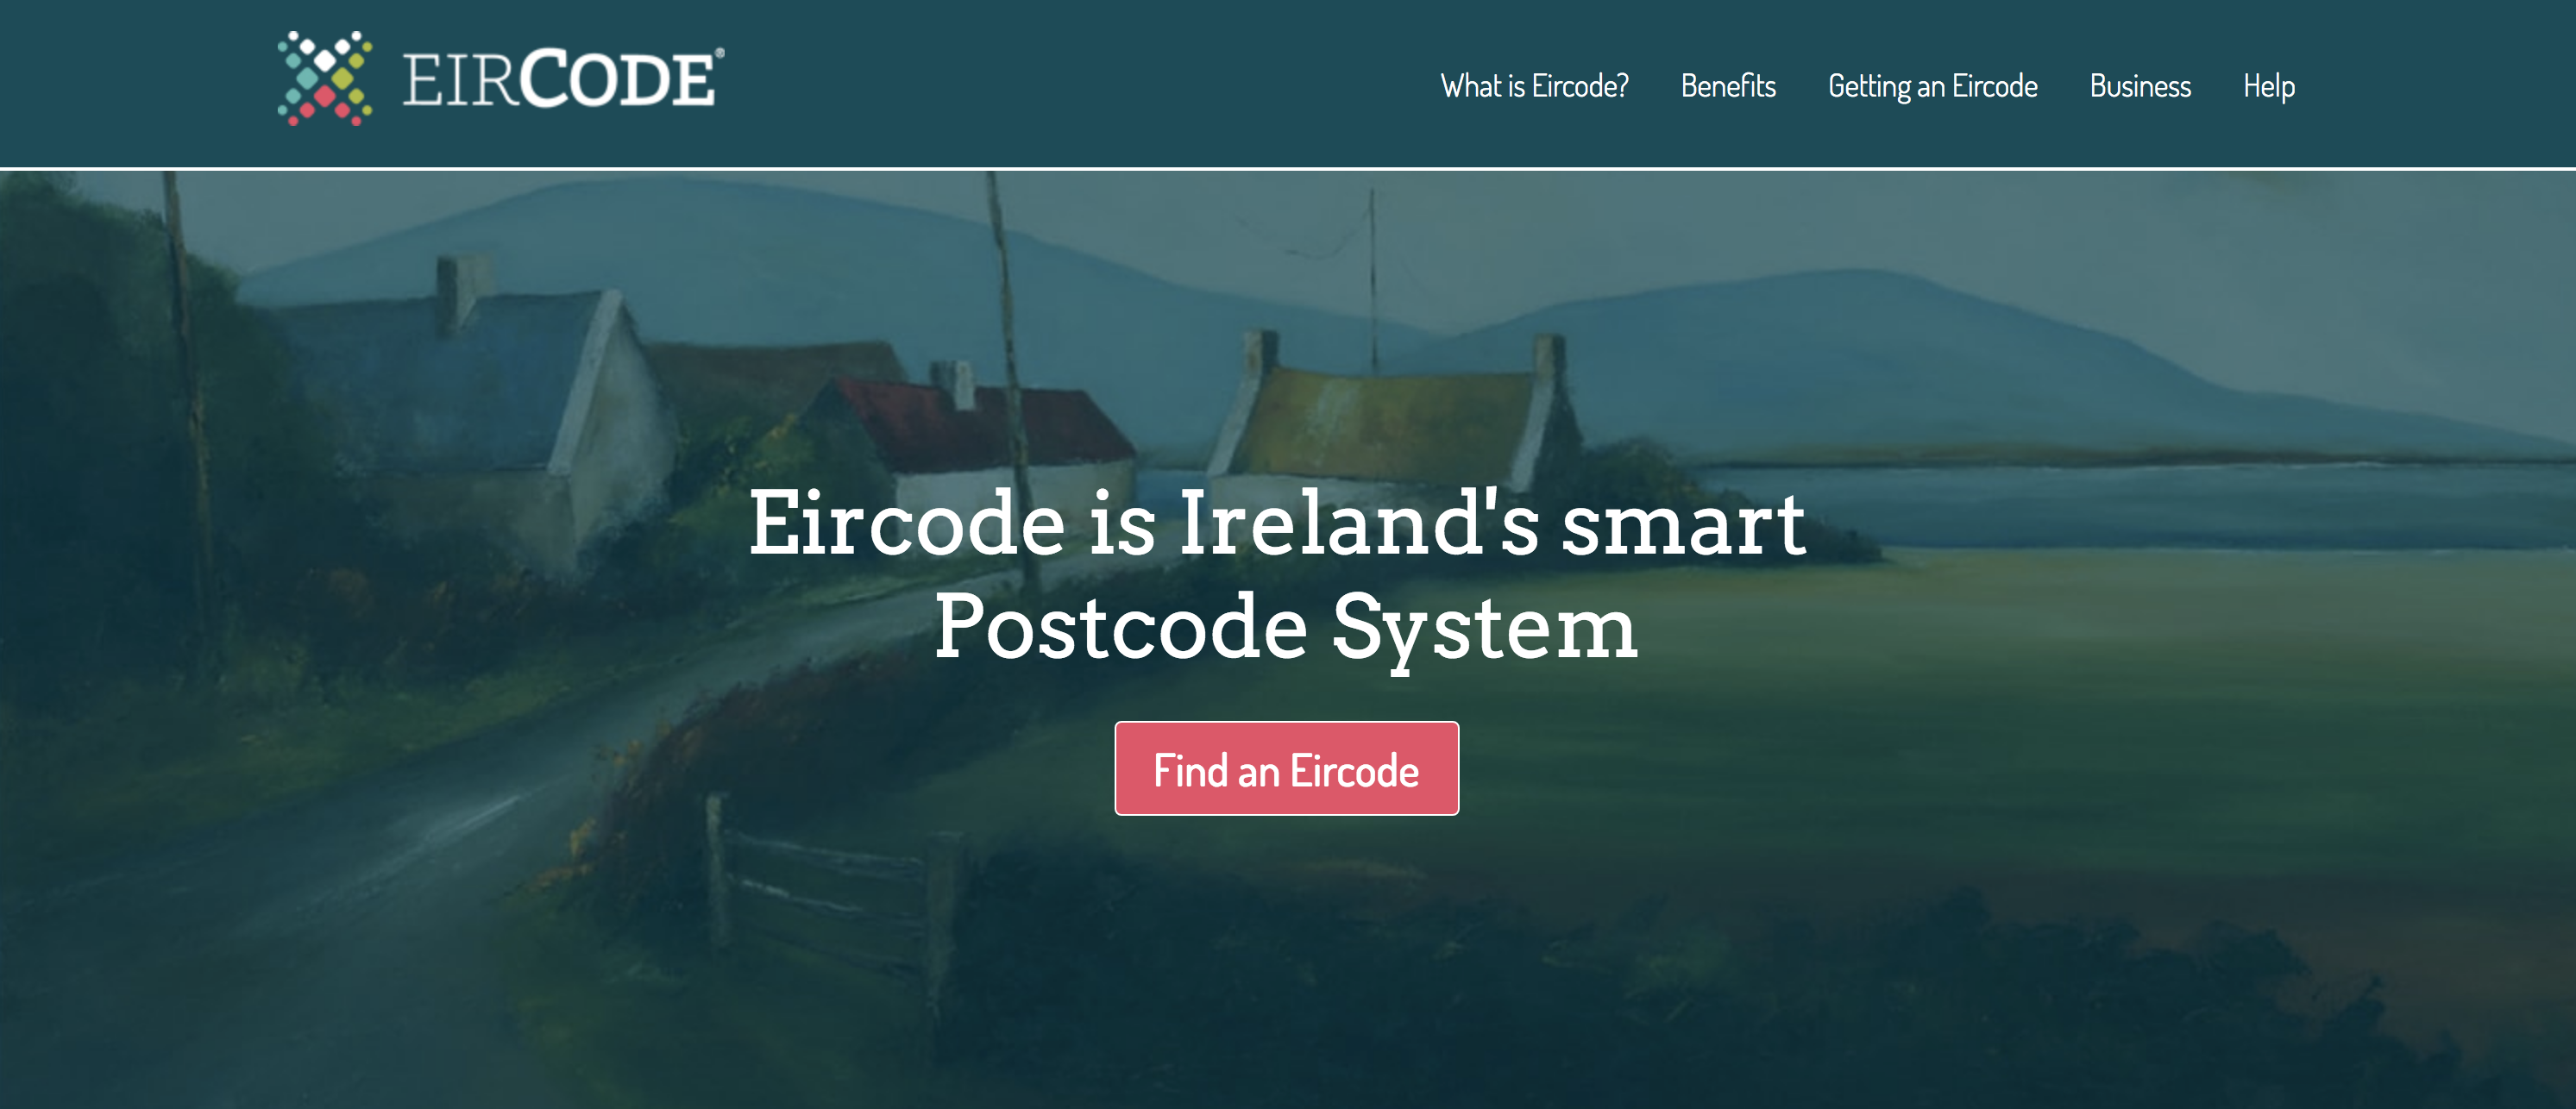 EIRCODE®
What is Eircode?
Benefits
Getting an Eircode
Business
Help
Eircode is Ireland's smart
Postcode System
Find an Eircode